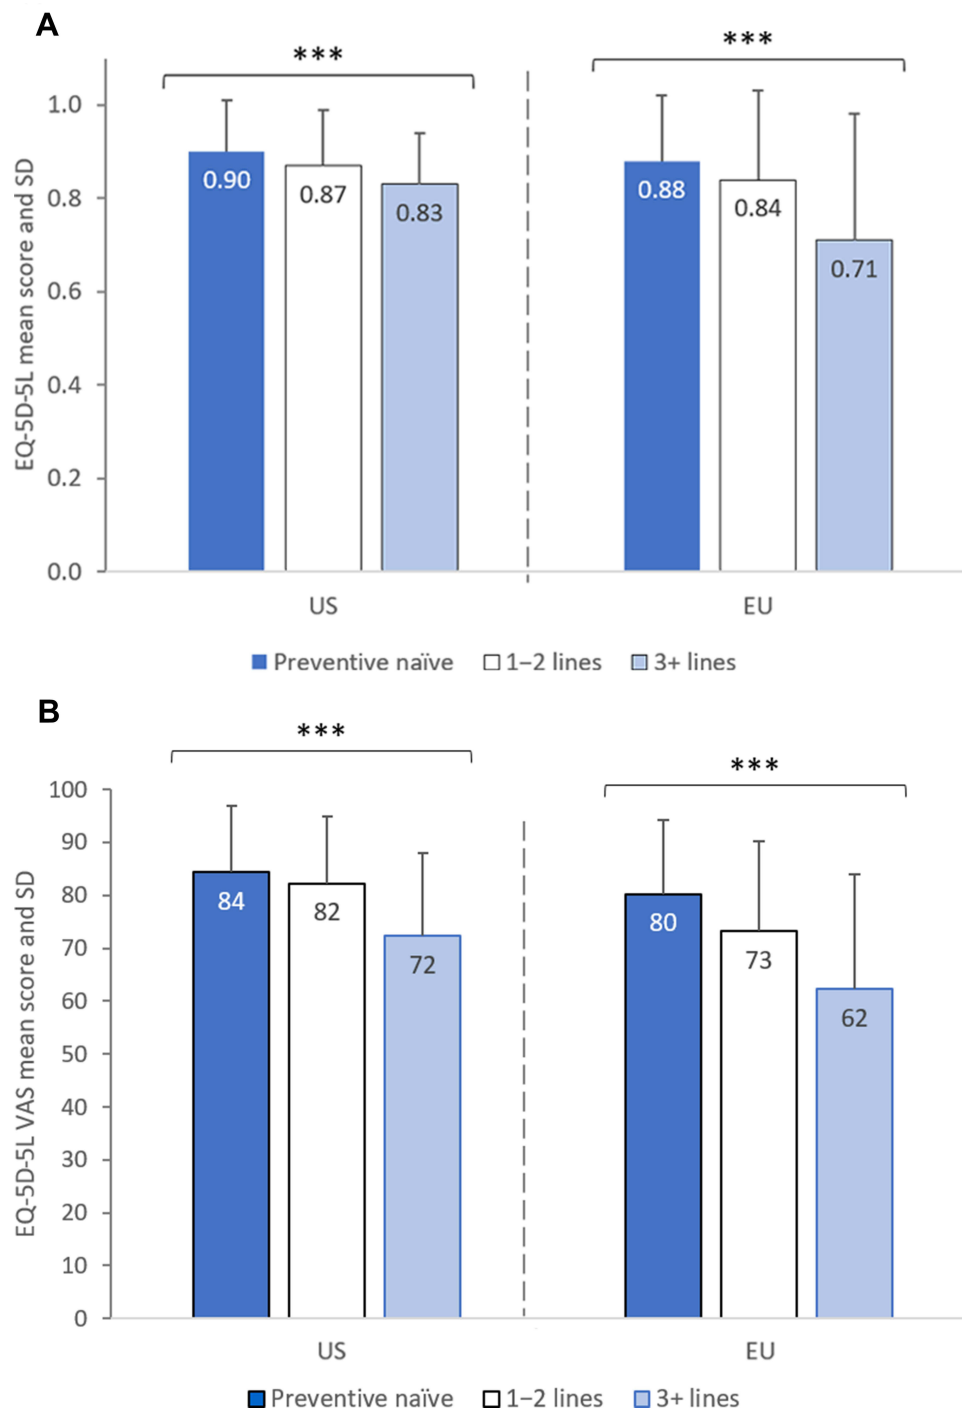 A
***
***
EQ-5D-5L mean score and SD
1.0
0.8
0.6
0.4
0.2
0.0
0.90
0.87
0.83
0.88
0.84
0.71
US
EU
Preventive naïve
1–2 lines
3+ lines
B
***
***
EQ-5D-5L VAS mean score and SD
100
90
80
70
60
50
40
30
20
10
0
84
82
72
80
73
62
US
EU
Preventive naïve
1–2 lines
3+ lines